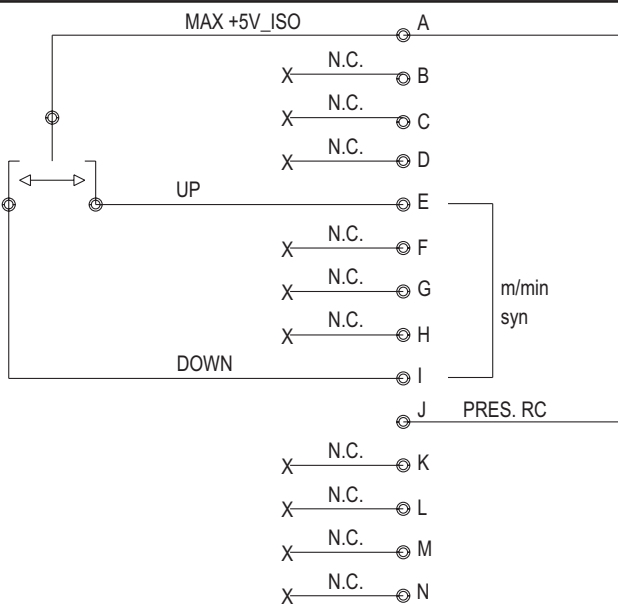 MAX +5V_ISO A
X N.C. B
X N.C. C
X N.C. D
UP E
X N.C. F
X N.C. G
m/min
syn
X N.C. H
DOWN I
J PRES. RC
X N.C. K
X N.C. L
X N.C. M
X N.C. N